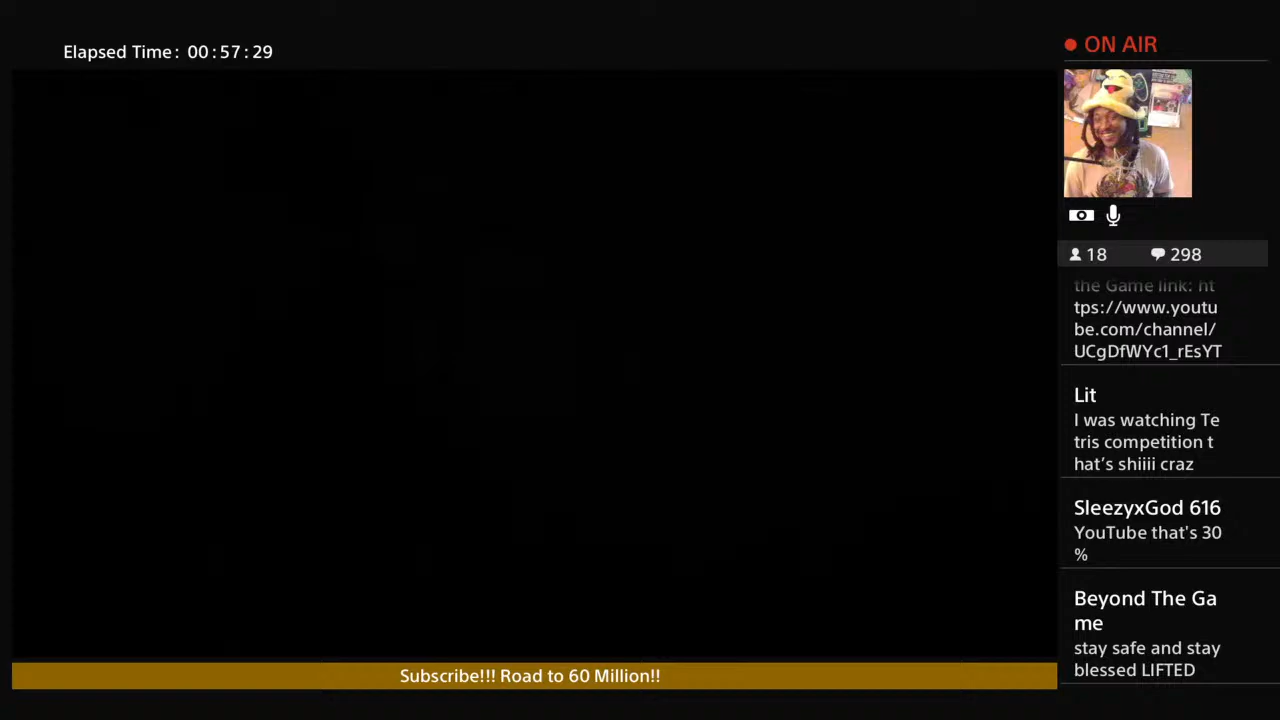 Elapsed Time: 00:57:29
ON AIR
18 298
the Game link: ht
tps://www.youtu
be.com/channel/
UCgDfWYc1_rEsYT
Lit
I was watching Te
tris competition t
hat's shiiii craz
SleezyxGod 616
YouTube that's 30
%
Beyond The Ga
me
stay safe and stay
blessed LIFTED
Subscribe!!! Road to 60 Million!!